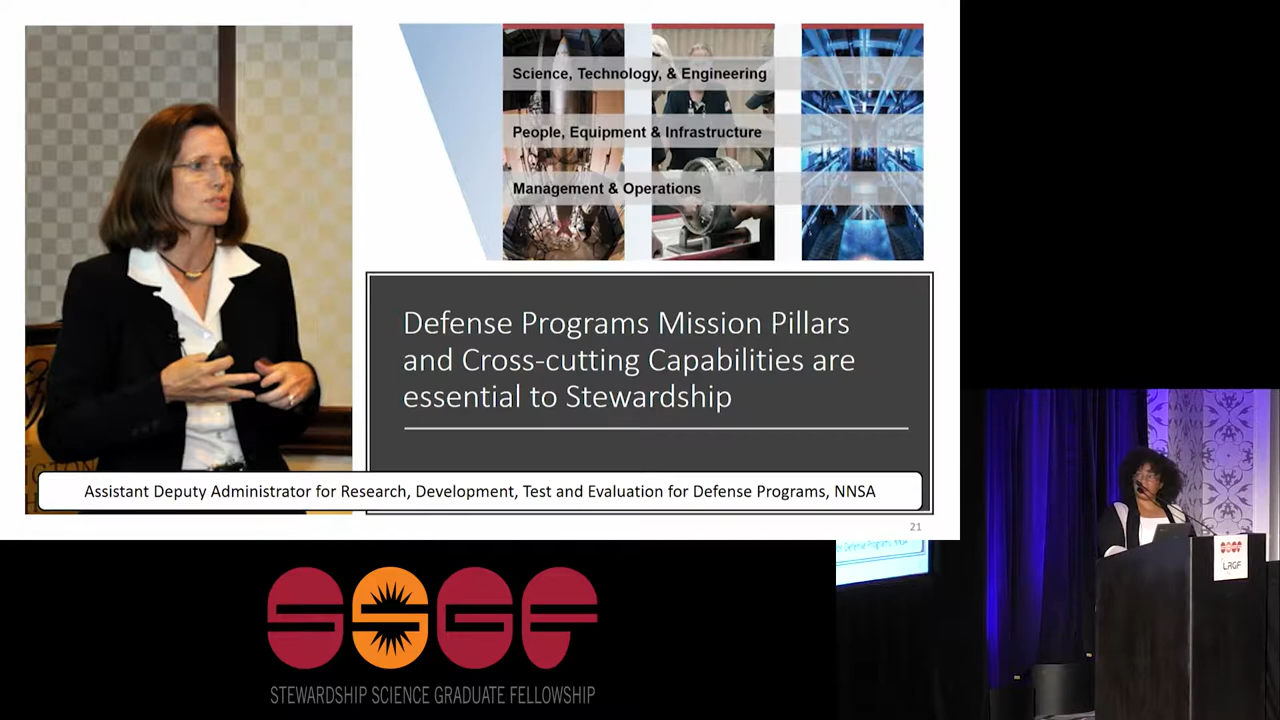 Science, Technology, & Engineering
People, Equipment & Infrastructure
Management & Operations
Defense Programs Mission Pillars
and Cross-cutting Capabilities are
essential to Stewardship
Assistant Deputy Administrator for Research, Development, Test and Evaluation for Defense Programs, NNSA
21
SSGF
STEWARDSHIP SCIENCE GRADUATE FELLOWSHIP
SSGF
LRGF